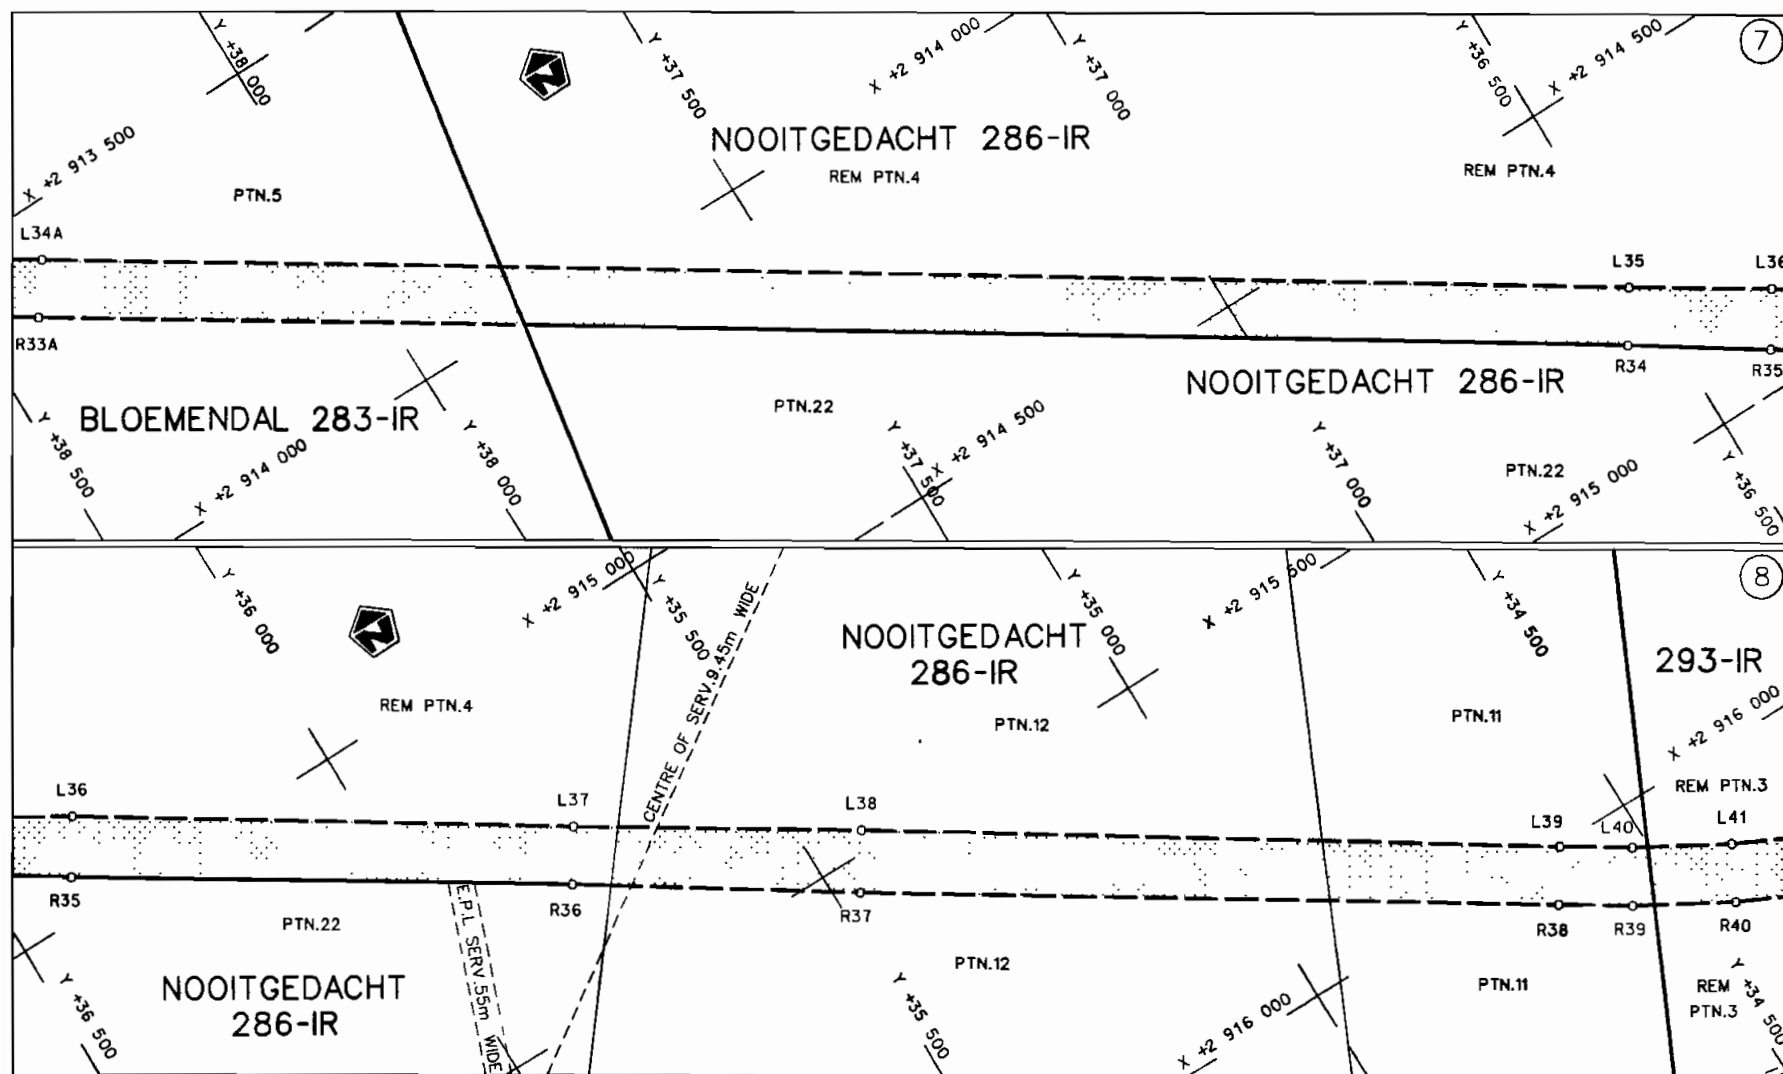 Y +38 000
Y +37 500
X +2 914 000
Y +37 000
Y +36 500
X +2 914 500
7
X +2 913 500
NOOITGEDACHT 286-IR
REM PTN.4
REM PTN.4
PTN.5
L34A
L35
L36
R33A
R34
R35
BLOEMENDAL 283-IR
NOOITGEDACHT 286-IR
PTN.22
PTN.22
Y +38 500
X +2 914 000
Y +38 000
Y +37 500
X +2 914 500
Y +37 000
X +2 915 000
Y +36 500
Y +36 000
X +2 915 000
Y +35 500
CENTRE OF SERV.9.45m WIDE
Y +35 000
X +2 915 500
Y +34 500
8
NOOITGEDACHT
286-IR
293-IR
REM PTN.4
PTN.12
PTN.11
X +2 916 000
REM PTN.3
L36
L37
L38
L39
L40
L41
R35
R36
R37
R38
R39
R40
PTN.22
E.P.L SERV.55m WIDE
PTN.12
PTN.11
REM
PTN.3
NOOITGEDACHT
286-IR
Y +36 500
Y +35 500
X +2 916 000
Y +34 500